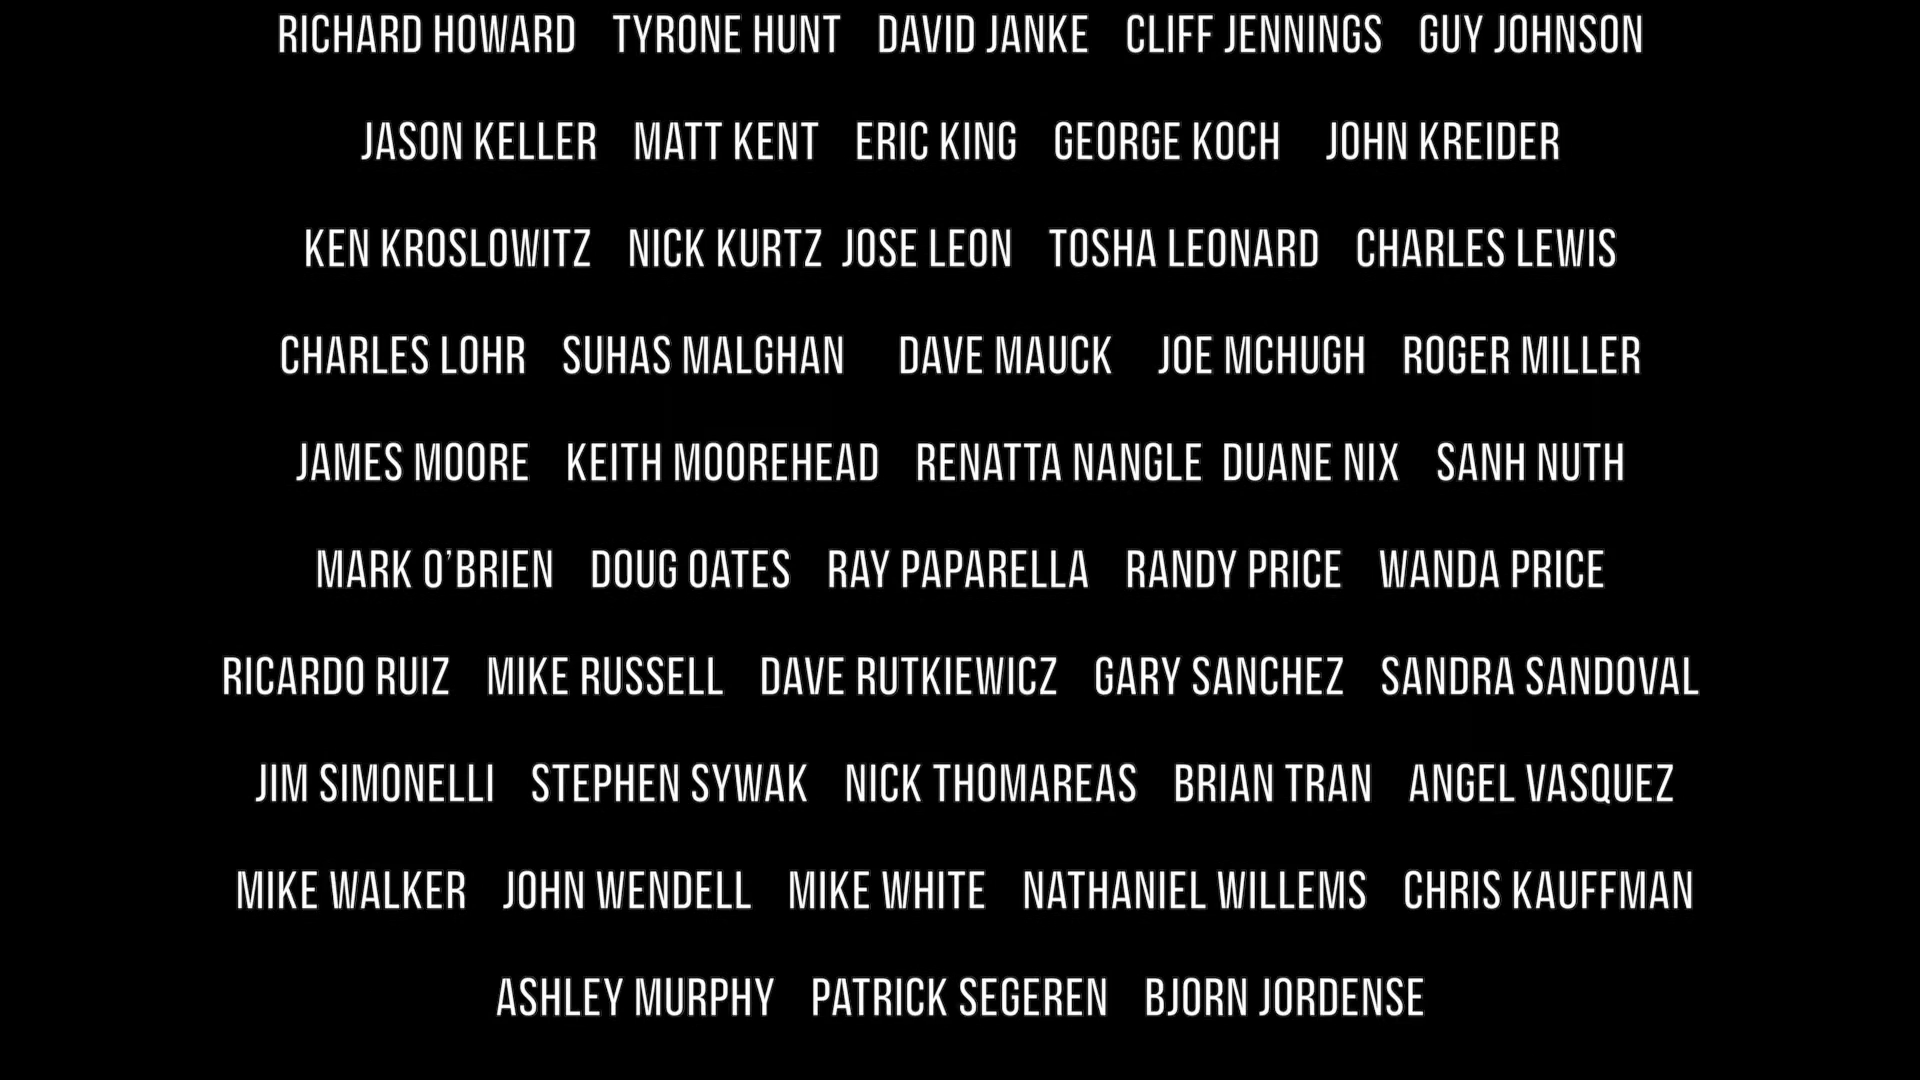 RICHARD HOWARD TYRONE HUNT DAVID JANKE CLIFF JENNINGS GUY JOHNSON
JASON KELLER MATT KENT ERIC KING GEORGE KOCH JOHN KREIDER
KEN KROSLOWITZ NICK KURTZ JOSE LEON TOSHA LEONARD CHARLES LEWIS
CHARLES LOHR SUHAS MALGHAN DAVE MAUCK JOE MCHUGH ROGER MILLER
JAMES MOORE KEITH MOOREHEAD RENATTA NANGLE DUANE NIX SANH NUTH
MARK O’BRIEN DOUG OATES RAY PAPARELLA RANDY PRICE WANDA PRICE
RICARDO RUIZ MIKE RUSSELL DAVE RUTKIEWICZ GARY SANCHEZ SANDRA SANDOVAL
JIM SIMONELLI STEPHEN SYWAK NICK THOMAREAS BRIAN TRAN ANGEL VASQUEZ
MIKE WALKER JOHN WENDELL MIKE WHITE NATHANIEL WILLEMS CHRIS KAUFFMAN
ASHLEY MURPHY PATRICK SEGEREN BJORN JORDENSE